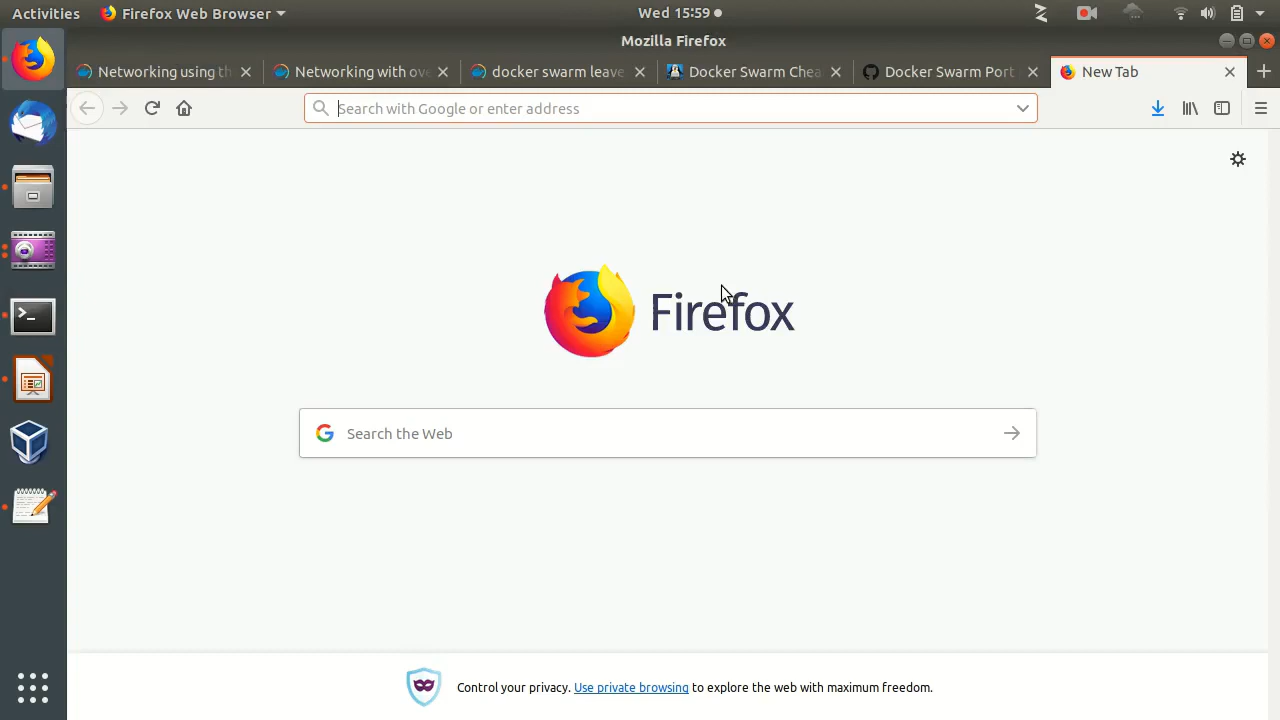 Activities Firefox Web Browser Wed 15:59
Mozilla Firefox
Networking using th Networking with ove docker swarm leave Docker Swarm Chea Docker Swarm Port New Tab
Search with Google or enter address
Firefox
Search the Web
Control your privacy. Use private browsing to explore the web with maximum freedom.